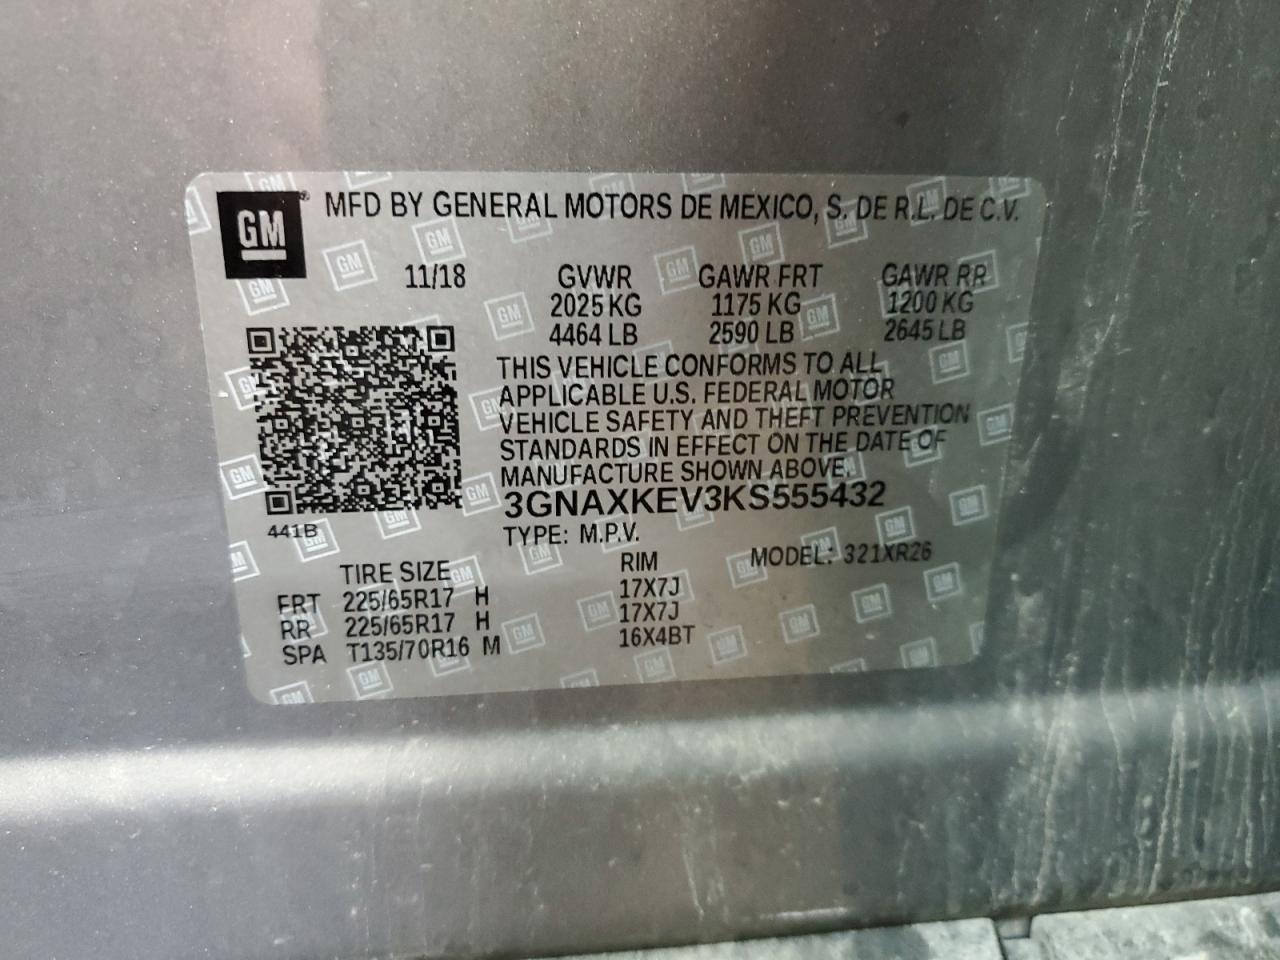 GM® MFD BY GENERAL MOTORS DE MEXICO, S. DE R.L. DE C.V.
11/18 GVWR GAWR FRT GAWR RR
2025 KG 1175 KG 1200 KG
4464 LB 2590 LB 2645 LB
THIS VEHICLE CONFORMS TO ALL
APPLICABLE U.S. FEDERAL MOTOR
VEHICLE SAFETY AND THEFT PREVENTION
STANDARDS IN EFFECT ON THE DATE OF
MANUFACTURE SHOWN ABOVE.
3GNAXKEV3KS555432
441B
TYPE: M.P.V.
MODEL: 321XR26
TIRE SIZE RIM
FRT 225/65R17 H 17X7J
RR 225/65R17 H 17X7J
SPA T135/70R16 M 16X4BT